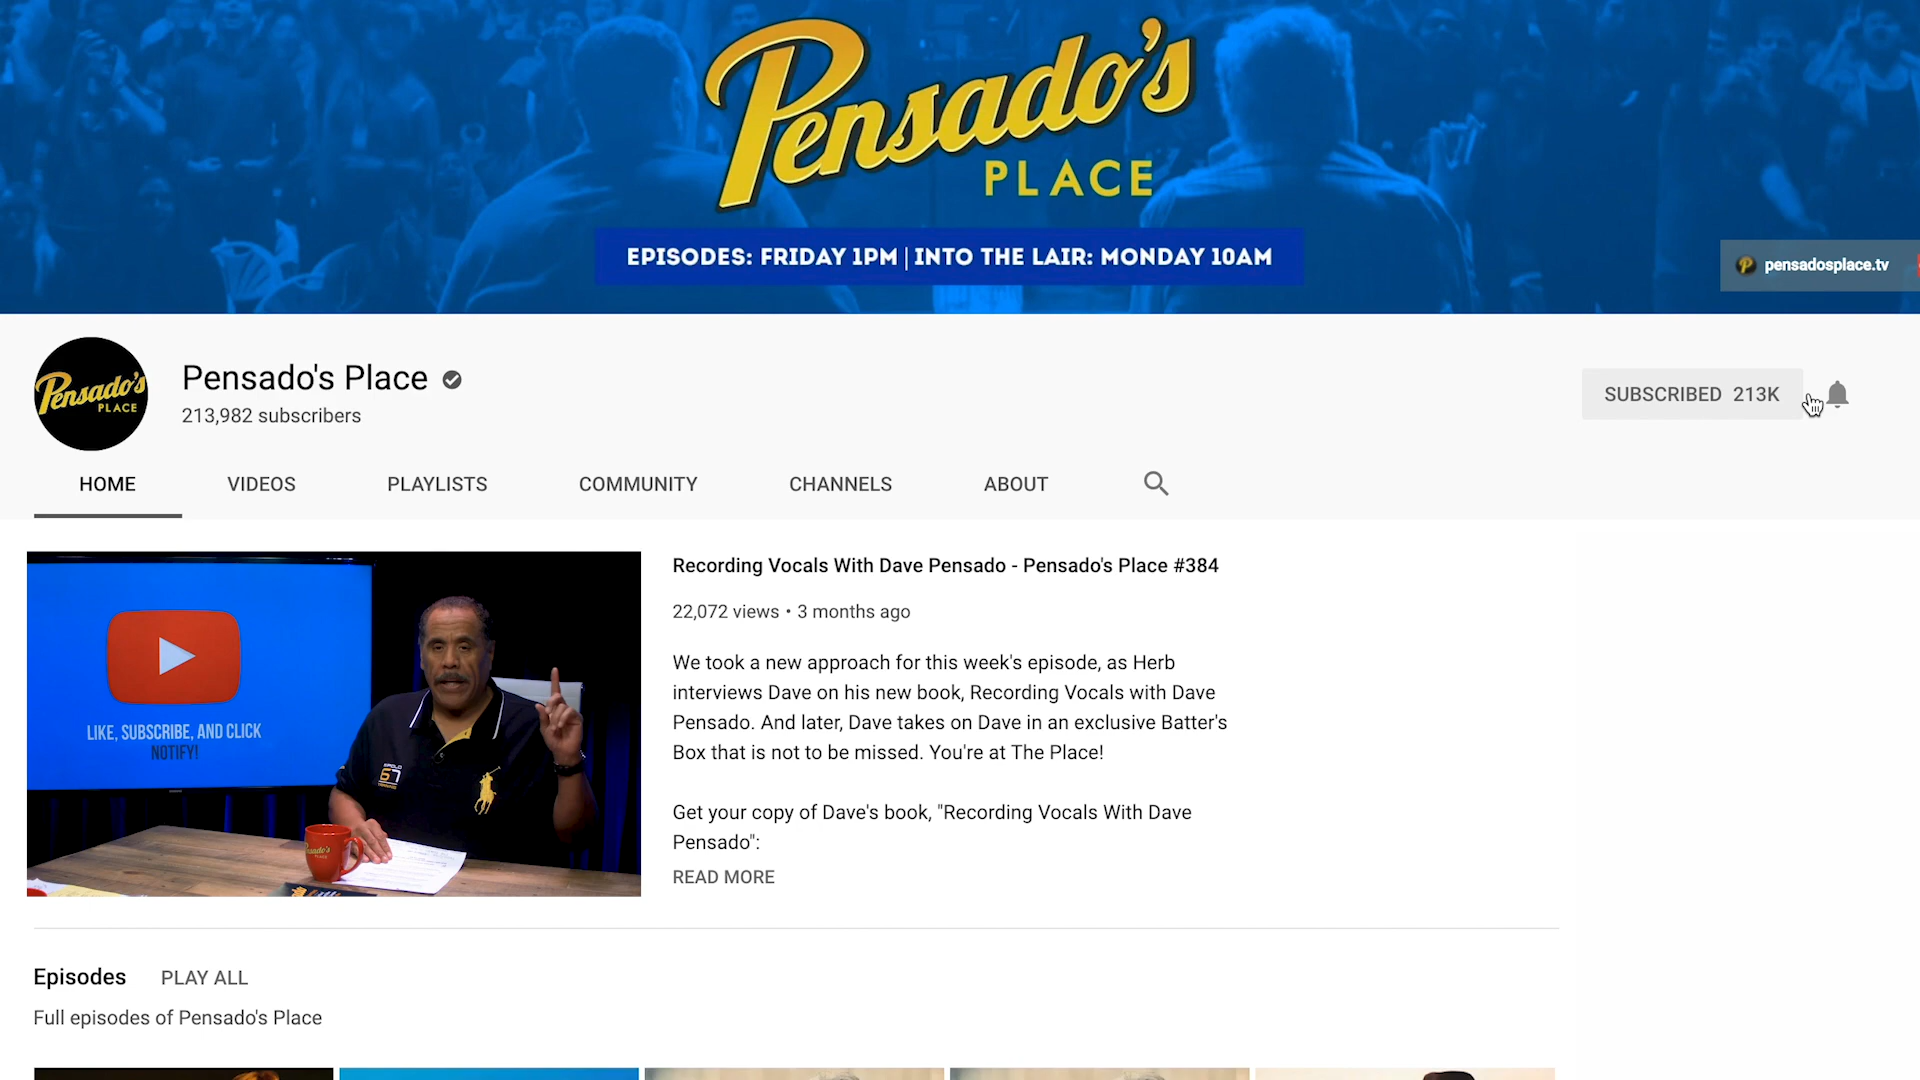 Pensado's
PLACE
EPISODES: FRIDAY 1PM | INTO THE LAIR: MONDAY 10AM
pensadosplace.tv
Pensado's
PLACE
Pensado's Place
213,982 subscribers
SUBSCRIBED 213K
HOME VIDEOS PLAYLISTS COMMUNITY CHANNELS ABOUT
LIKE, SUBSCRIBE, AND CLICK
NOTIFY!
67
Recording Vocals With Dave Pensado - Pensado's Place #384
22,072 views • 3 months ago
We took a new approach for this week's episode, as Herb
interviews Dave on his new book, Recording Vocals with Dave
Pensado. And later, Dave takes on Dave in an exclusive Batter's
Box that is not to be missed. You're at The Place!
Get your copy of Dave's book, "Recording Vocals With Dave
Pensado":
READ MORE
Episodes PLAY ALL
Full episodes of Pensado's Place